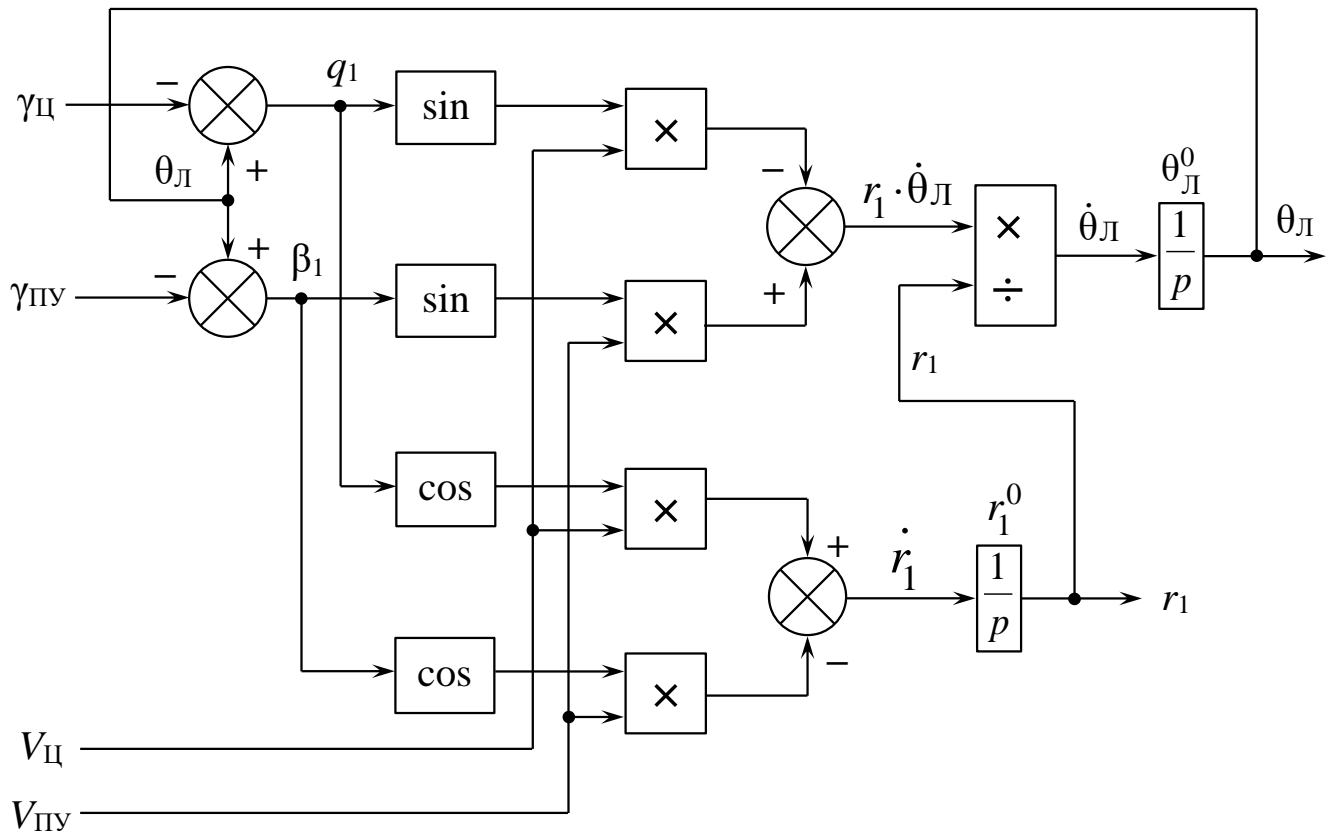 q₁
− sin
γЦ ×
θЛ + − r₁·θ̇Л × θ⁰Л θ̇Л 1/p θЛ
+
− β₁ sin + ÷
γПУ ×
r₁
cos × r₁⁰
+ ṙ₁ 1/p r₁
−
cos ×
VЦ
VПУ